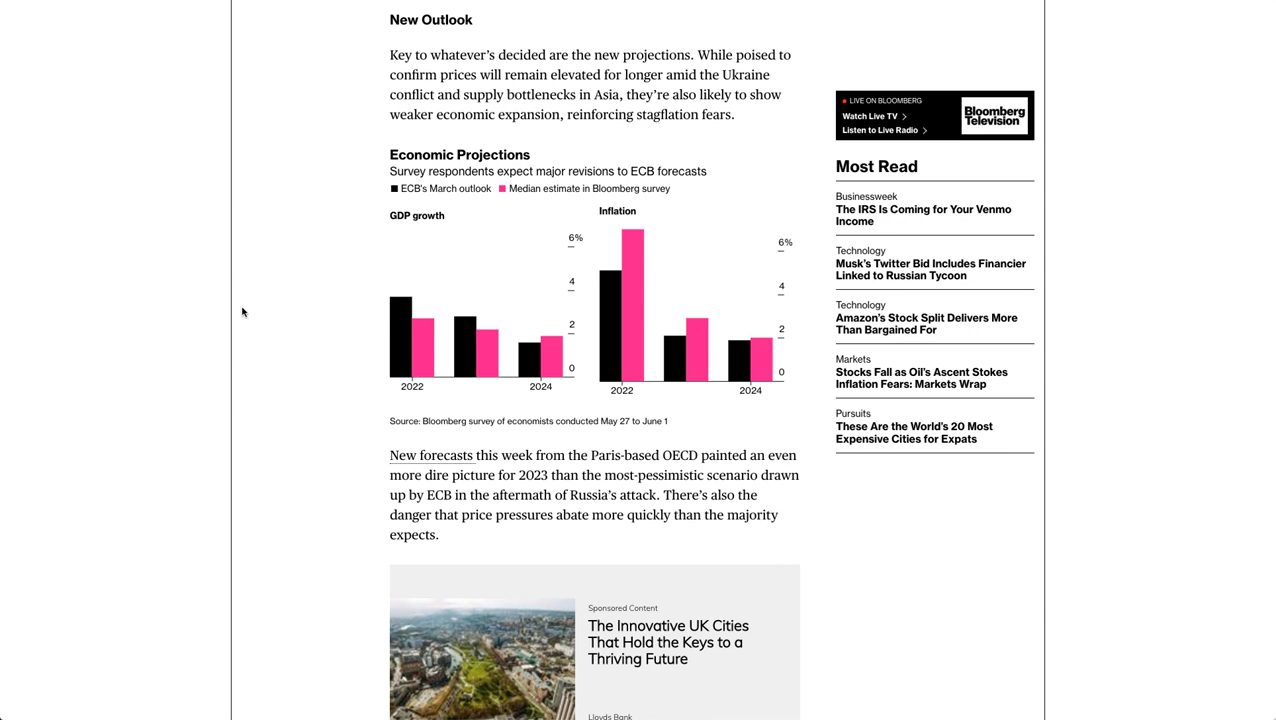 New Outlook
Key to whatever’s decided are the new projections. While poised to
confirm prices will remain elevated for longer amid the Ukraine
conflict and supply bottlenecks in Asia, they’re also likely to show
weaker economic expansion, reinforcing stagflation fears.
Economic Projections
Survey respondents expect major revisions to ECB forecasts
ECB's March outlook Median estimate in Bloomberg survey
GDP growth
6%
4
2
0
2022 2024
Inflation
6%
4
2
0
2022 2024
Source: Bloomberg survey of economists conducted May 27 to June 1
New forecasts this week from the Paris-based OECD painted an even
more dire picture for 2023 than the most-pessimistic scenario drawn
up by ECB in the aftermath of Russia’s attack. There’s also the
danger that price pressures abate more quickly than the majority
expects.
Sponsored Content
The Innovative UK Cities
That Hold the Keys to a
Thriving Future
Lloyds Bank
LIVE ON BLOOMBERG
Watch Live TV
Listen to Live Radio
Bloomberg
Television
Most Read
Businessweek
The IRS Is Coming for Your Venmo
Income
Technology
Musk’s Twitter Bid Includes Financier
Linked to Russian Tycoon
Technology
Amazon’s Stock Split Delivers More
Than Bargained For
Markets
Stocks Fall as Oil’s Ascent Stokes
Inflation Fears: Markets Wrap
Pursuits
These Are the World’s 20 Most
Expensive Cities for Expats